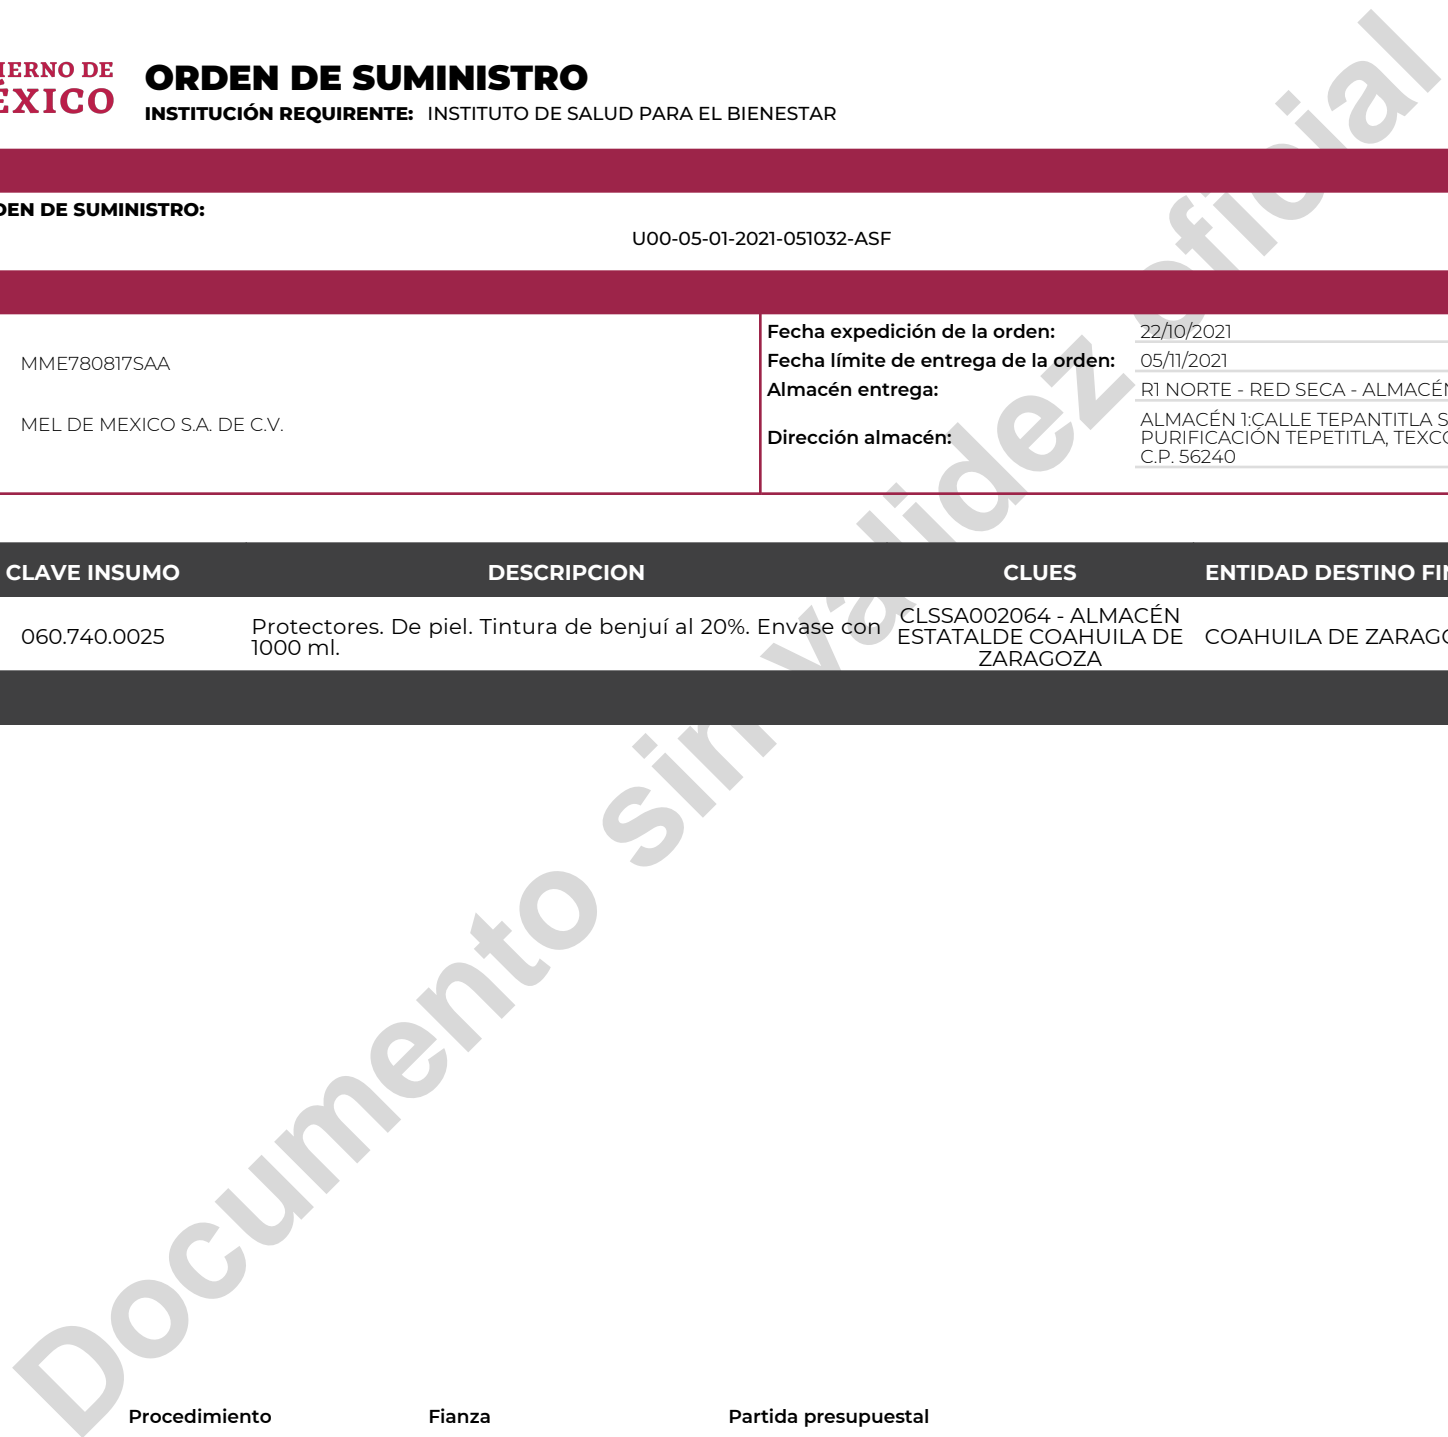 IERNO DE
ÉXICO
ORDEN DE SUMINISTRO
INSTITUCIÓN REQUIRENTE: INSTITUTO DE SALUD PARA EL BIENESTAR
DEN DE SUMINISTRO:
U00-05-01-2021-051032-ASF
MME780817SAA
MEL DE MEXICO S.A. DE C.V.
Fecha expedición de la orden: 22/10/2021
Fecha límite de entrega de la orden: 05/11/2021
Almacén entrega: R1 NORTE - RED SECA - ALMACÉN
Dirección almacén: ALMACÉN 1:CALLE TEPANTITLA S
PURIFICACIÓN TEPETITLA, TEXCO
C.P. 56240
CLAVE INSUMO DESCRIPCION CLUES ENTIDAD DESTINO FIN
060.740.0025
Protectores. De piel. Tintura de benjuí al 20%. Envase con
1000 ml.
CLSSA002064 - ALMACÉN
ESTATALDE COAHUILA DE
ZARAGOZA
COAHUILA DE ZARAGO
Documento sin validez oficial
Procedimiento Fianza Partida presupuestal